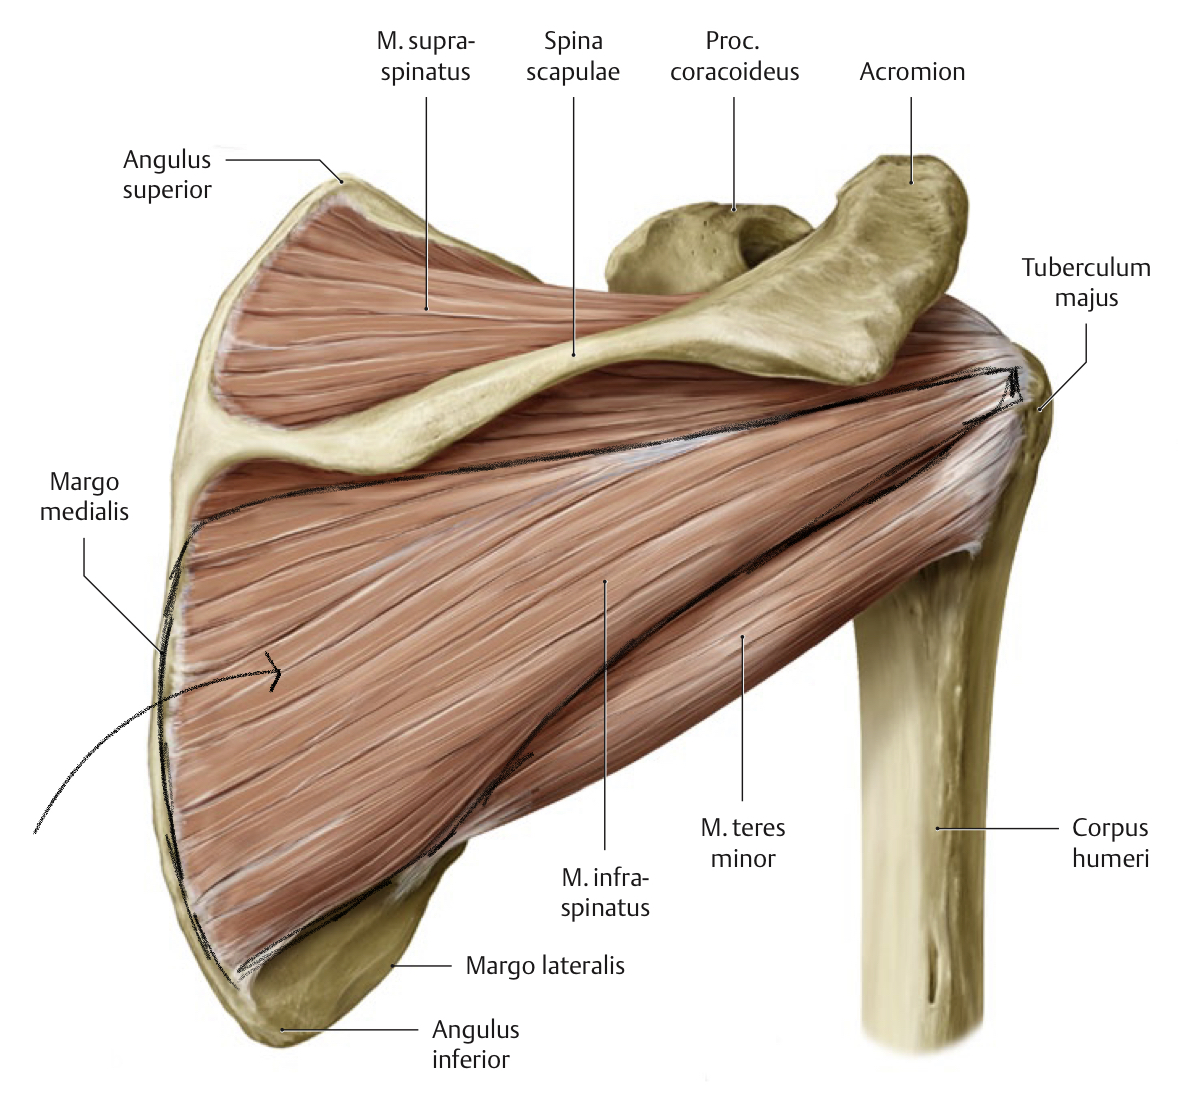 M. supra-
spinatus
Spina
scapulae
Proc.
coracoideus
Acromion
Angulus
superior
Tuberculum
majus
Margo
medialis
M. teres
minor
Corpus
humeri
M. infra-
spinatus
Margo lateralis
Angulus
inferior